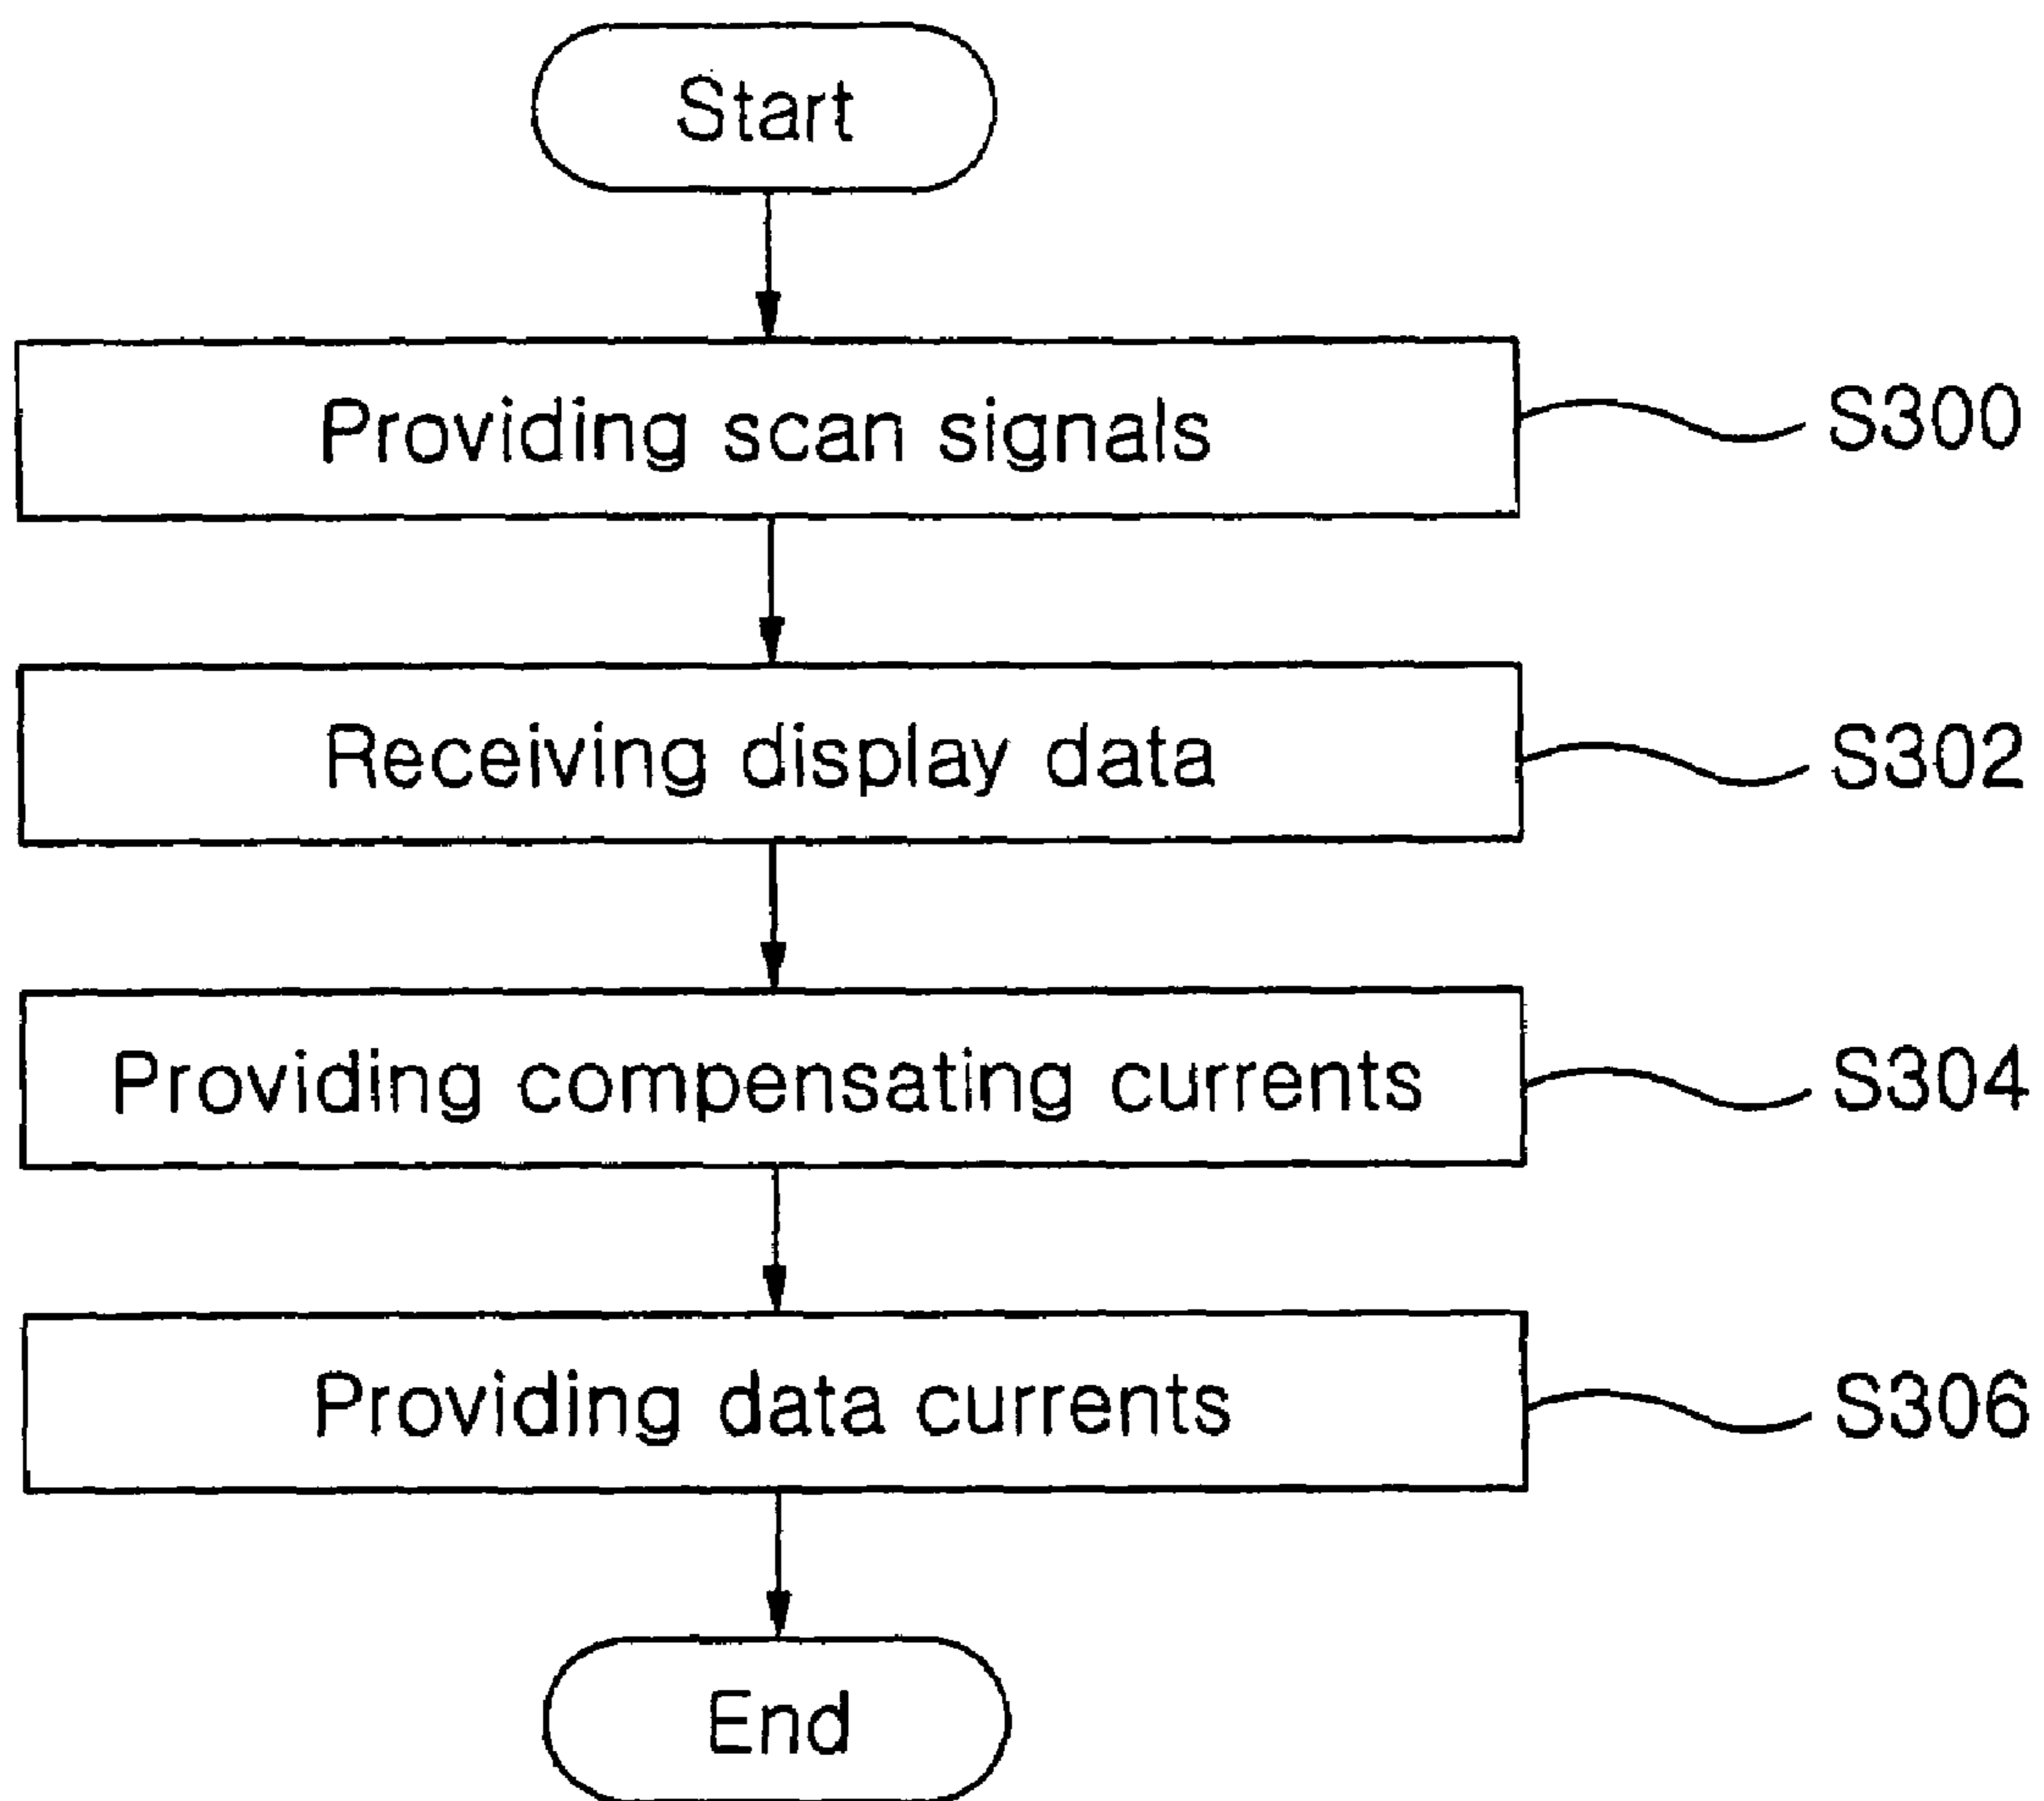 Start
Providing scan signals
S300
Receiving display data
S302
Providing compensating currents
S304
Providing data currents
S306
End